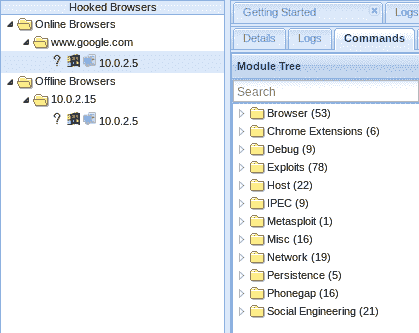 Hooked Browsers
Online Browsers
www.google.com
? 10.0.2.5
Offline Browsers
10.0.2.15
? 10.0.2.5
Getting Started Logs
Details Logs Commands
Module Tree
Search
Browser (53)
Chrome Extensions (6)
Debug (9)
Exploits (78)
Host (22)
IPEC (9)
Metasploit (1)
Misc (16)
Network (19)
Persistence (5)
Phonegap (16)
Social Engineering (21)